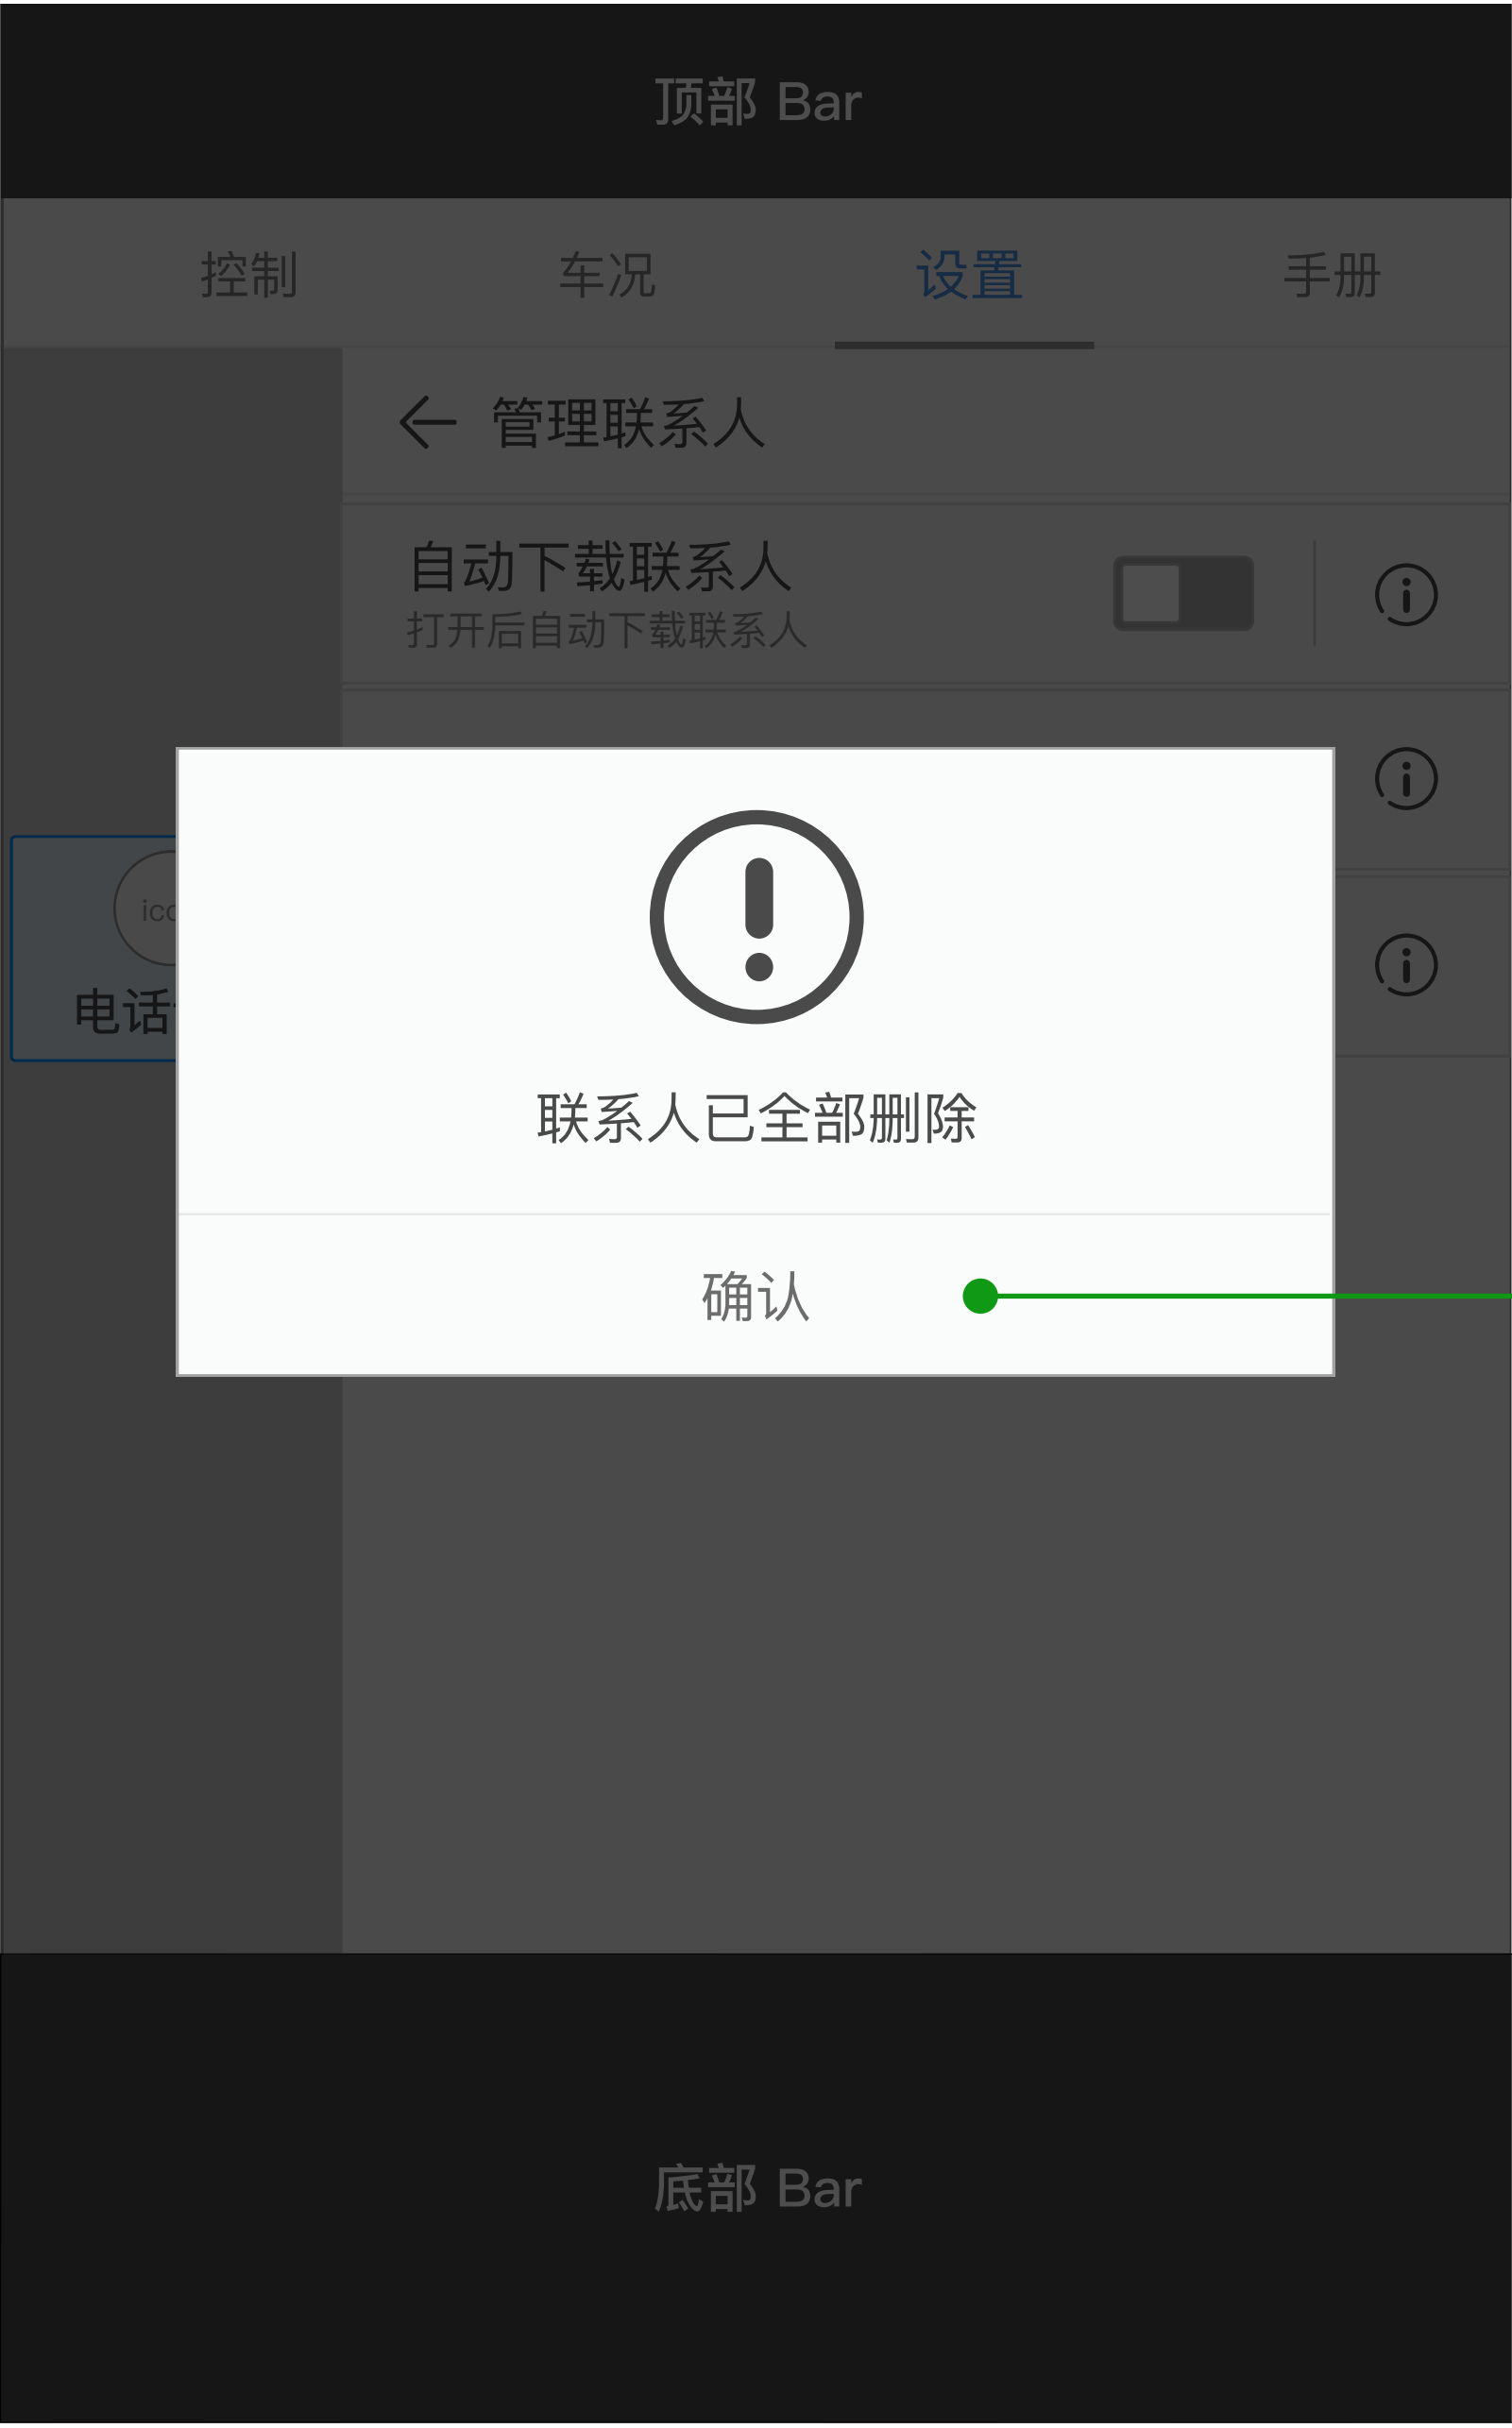 顶部 Bar
控制 车况 设置 手册
管理联系人
自动下载联系人
打开后自动下载联系人
电话
联系人已全部删除
确认
底部 Bar